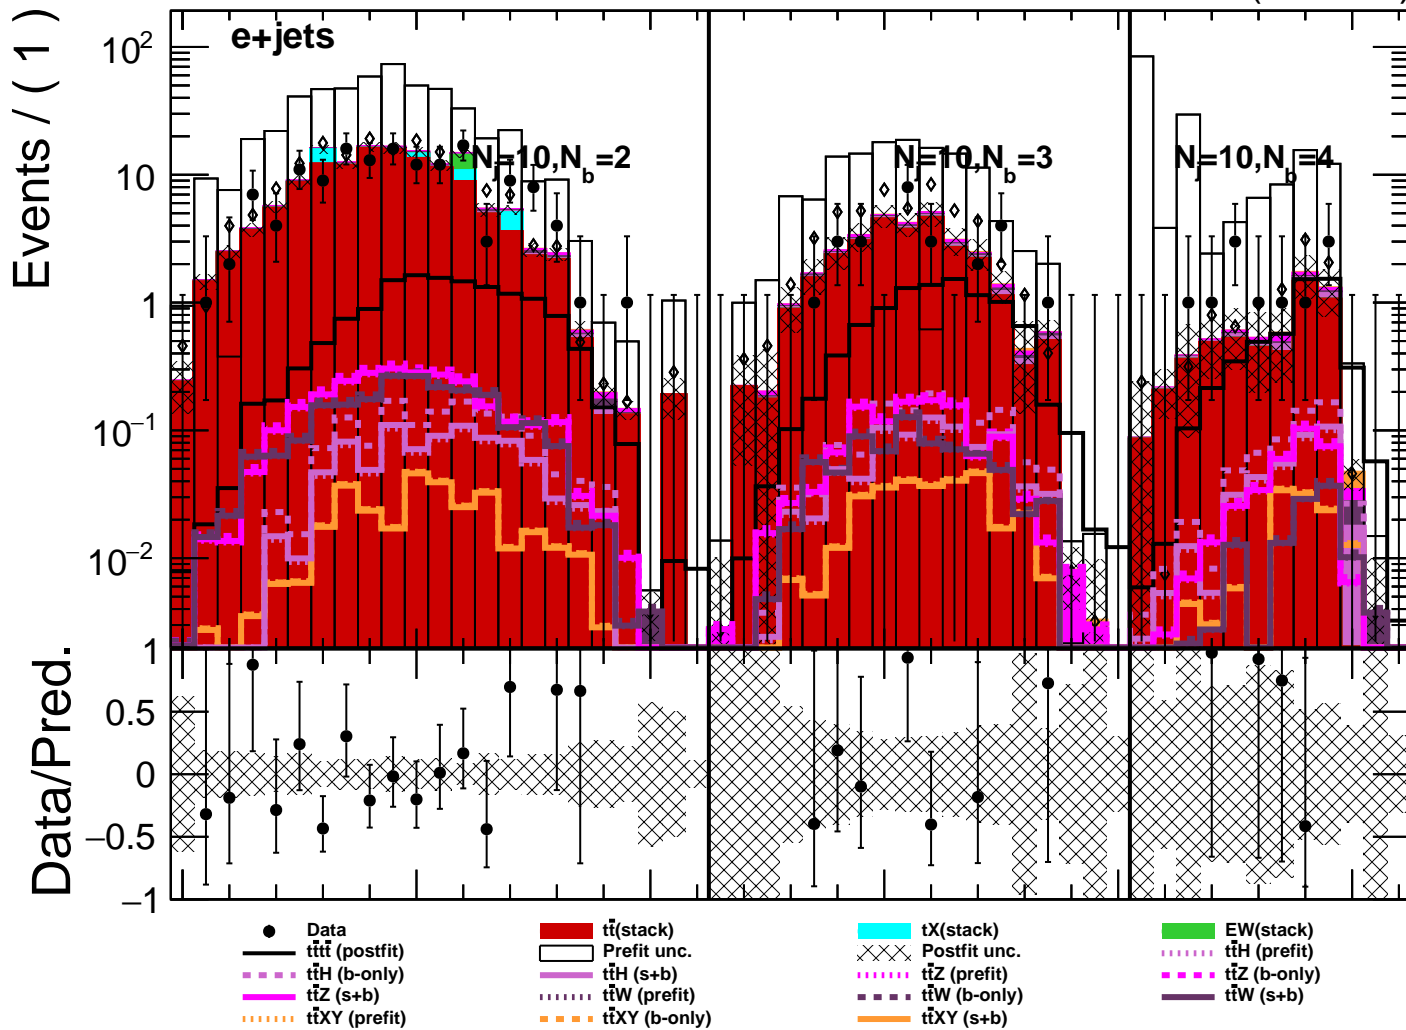 e+jets
N_j=10,N_b=2
N_j=10,N_b=3
N_j=10,N_b=4
Events / ( 1 )
10^2
10
1
10^-1
10^-2
Data/Pred.
1
0.5
0
−0.5
−1
Data
tt̄(stack)
tX(stack)
EW(stack)
tt̄tt̄ (postfit)
Prefit unc.
Postfit unc.
tt̄H (prefit)
tt̄H (b-only)
tt̄H (s+b)
tt̄Z (prefit)
tt̄Z (b-only)
tt̄Z (s+b)
tt̄W (prefit)
tt̄W (b-only)
tt̄W (s+b)
tt̄XY (prefit)
tt̄XY (b-only)
tt̄XY (s+b)